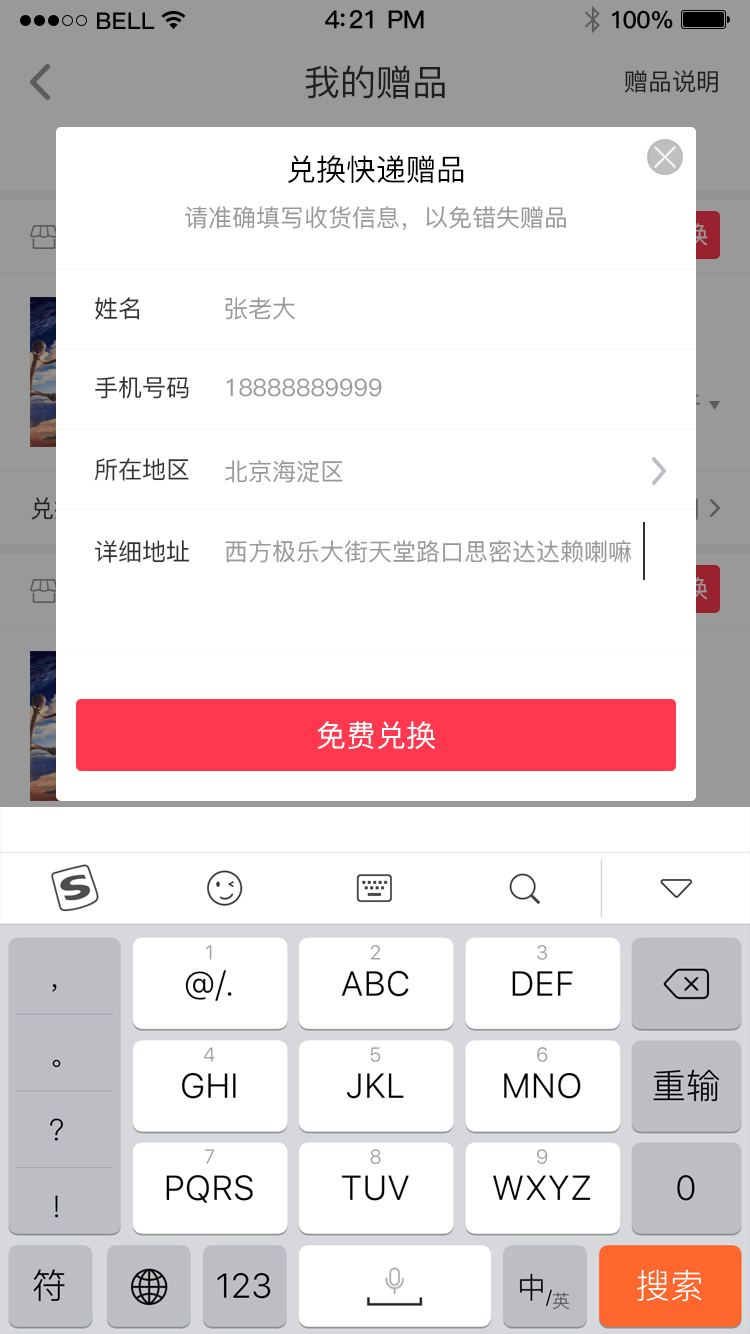 BELL 4:21 PM 100%
我的赠品 赠品说明
兑换快递赠品
请准确填写收货信息，以免错失赠品
换
姓名 张老大
手机号码 18888889999
所在地区 北京海淀区
详细地址 西方极乐大街天堂路口思密达达赖喇嘛
兑
换
免费兑换
S
， 1 @/. 2 ABC 3 DEF
。 4 GHI 5 JKL 6 MNO 重输
? 7 PQRS 8 TUV 9 WXYZ 0
!
符 123 中/英 搜索